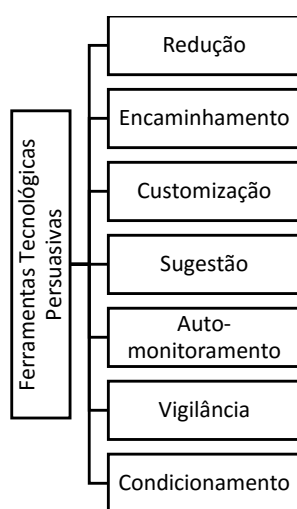 Ferramentas Tecnológicas
Persuasivas
Redução
Encaminhamento
Customização
Sugestão
Auto-
monitoramento
Vigilância
Condicionamento